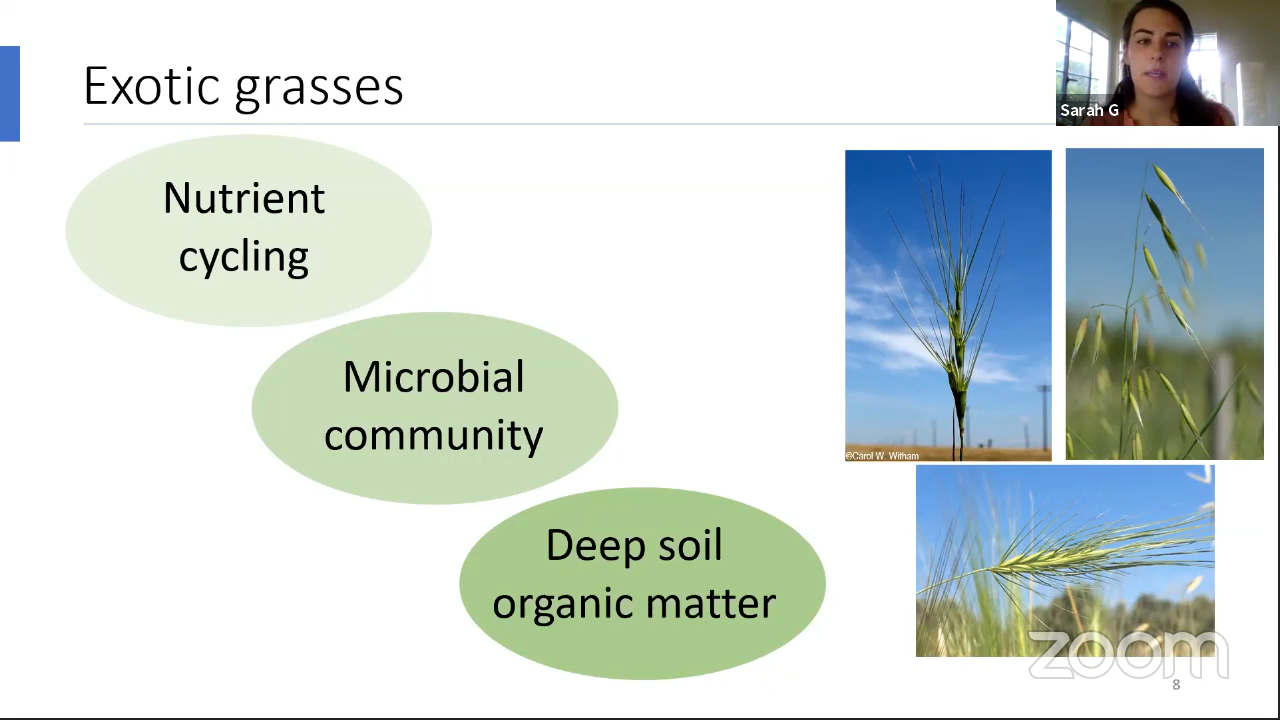 Exotic grasses
Sarah G
Nutrient
cycling
Microbial
community
Deep soil
organic matter
©Carol W. Witham
zoom
8